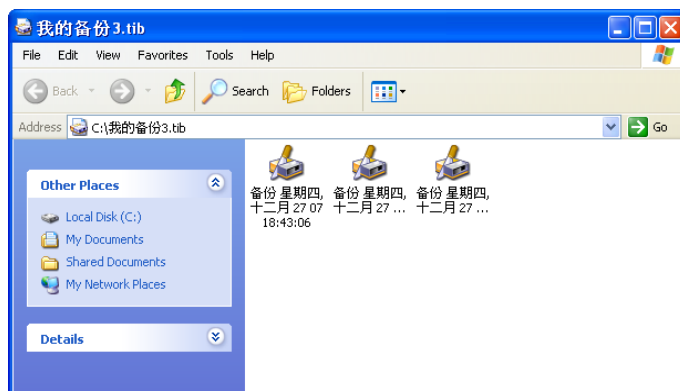 我的备份3.tib
File Edit View Favorites Tools Help
Back Search Folders
Address C:\我的备份3.tib Go
Other Places
Local Disk (C:)
My Documents
Shared Documents
My Network Places
Details
备份 星期四,
十二月 27 07
18:43:06
备份 星期四,
十二月 27 ...
备份 星期四,
十二月 27 ...